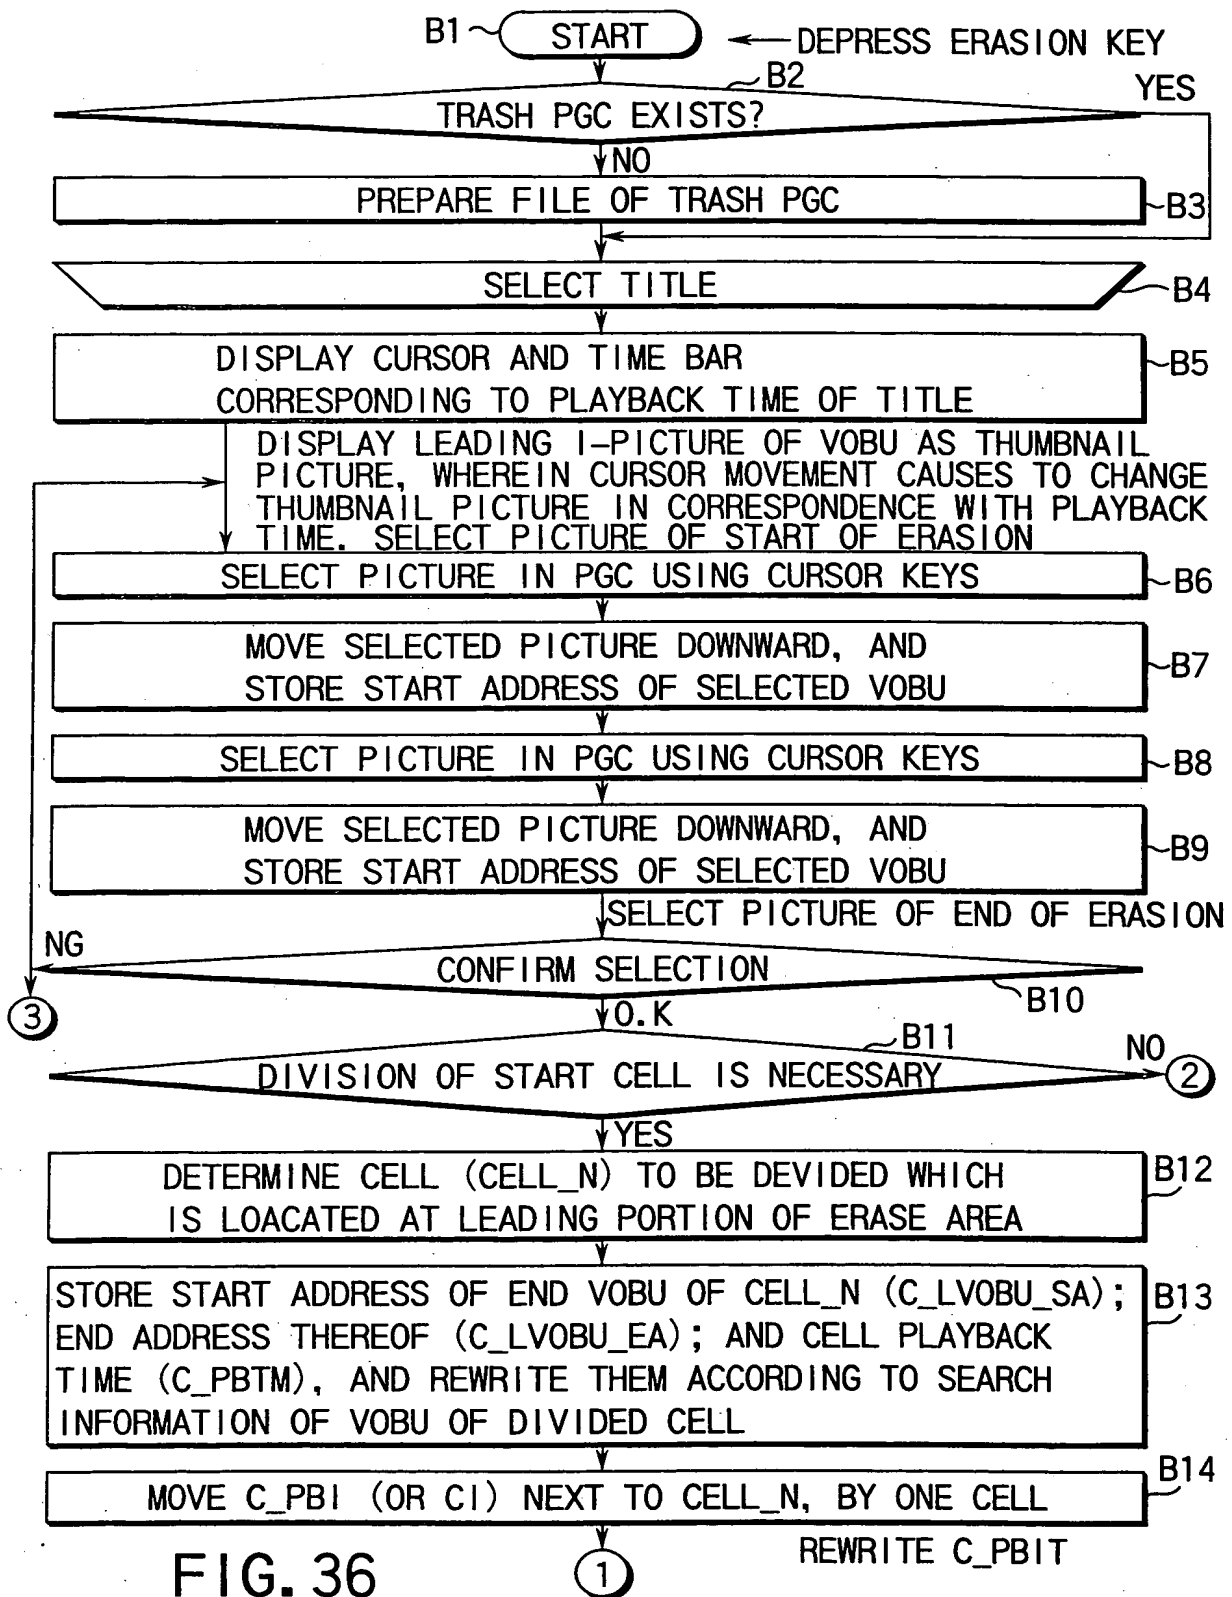 B1
START
DEPRESS ERASION KEY
B2
YES
TRASH PGC EXISTS?
NO
PREPARE FILE OF TRASH PGC
B3
SELECT TITLE
B4
DISPLAY CURSOR AND TIME BAR
CORRESPONDING TO PLAYBACK TIME OF TITLE
B5
DISPLAY LEADING I-PICTURE OF VOBU AS THUMBNAIL
PICTURE, WHEREIN CURSOR MOVEMENT CAUSES TO CHANGE
THUMBNAIL PICTURE IN CORRESPONDENCE WITH PLAYBACK
TIME. SELECT PICTURE OF START OF ERASION
SELECT PICTURE IN PGC USING CURSOR KEYS
B6
MOVE SELECTED PICTURE DOWNWARD, AND
STORE START ADDRESS OF SELECTED VOBU
B7
SELECT PICTURE IN PGC USING CURSOR KEYS
B8
MOVE SELECTED PICTURE DOWNWARD, AND
STORE START ADDRESS OF SELECTED VOBU
B9
SELECT PICTURE OF END OF ERASION
NG
CONFIRM SELECTION
B10
3
O.K
B11
NO
DIVISION OF START CELL IS NECESSARY
2
YES
DETERMINE CELL (CELL_N) TO BE DEVIDED WHICH
IS LOACATED AT LEADING PORTION OF ERASE AREA
B12
STORE START ADDRESS OF END VOBU OF CELL_N (C_LVOBU_SA);
END ADDRESS THEREOF (C_LVOBU_EA); AND CELL PLAYBACK
TIME (C_PBTM), AND REWRITE THEM ACCORDING TO SEARCH
INFORMATION OF VOBU OF DIVIDED CELL
B13
MOVE C_PBI (OR CI) NEXT TO CELL_N, BY ONE CELL
B14
REWRITE C_PBIT
1
FIG. 36